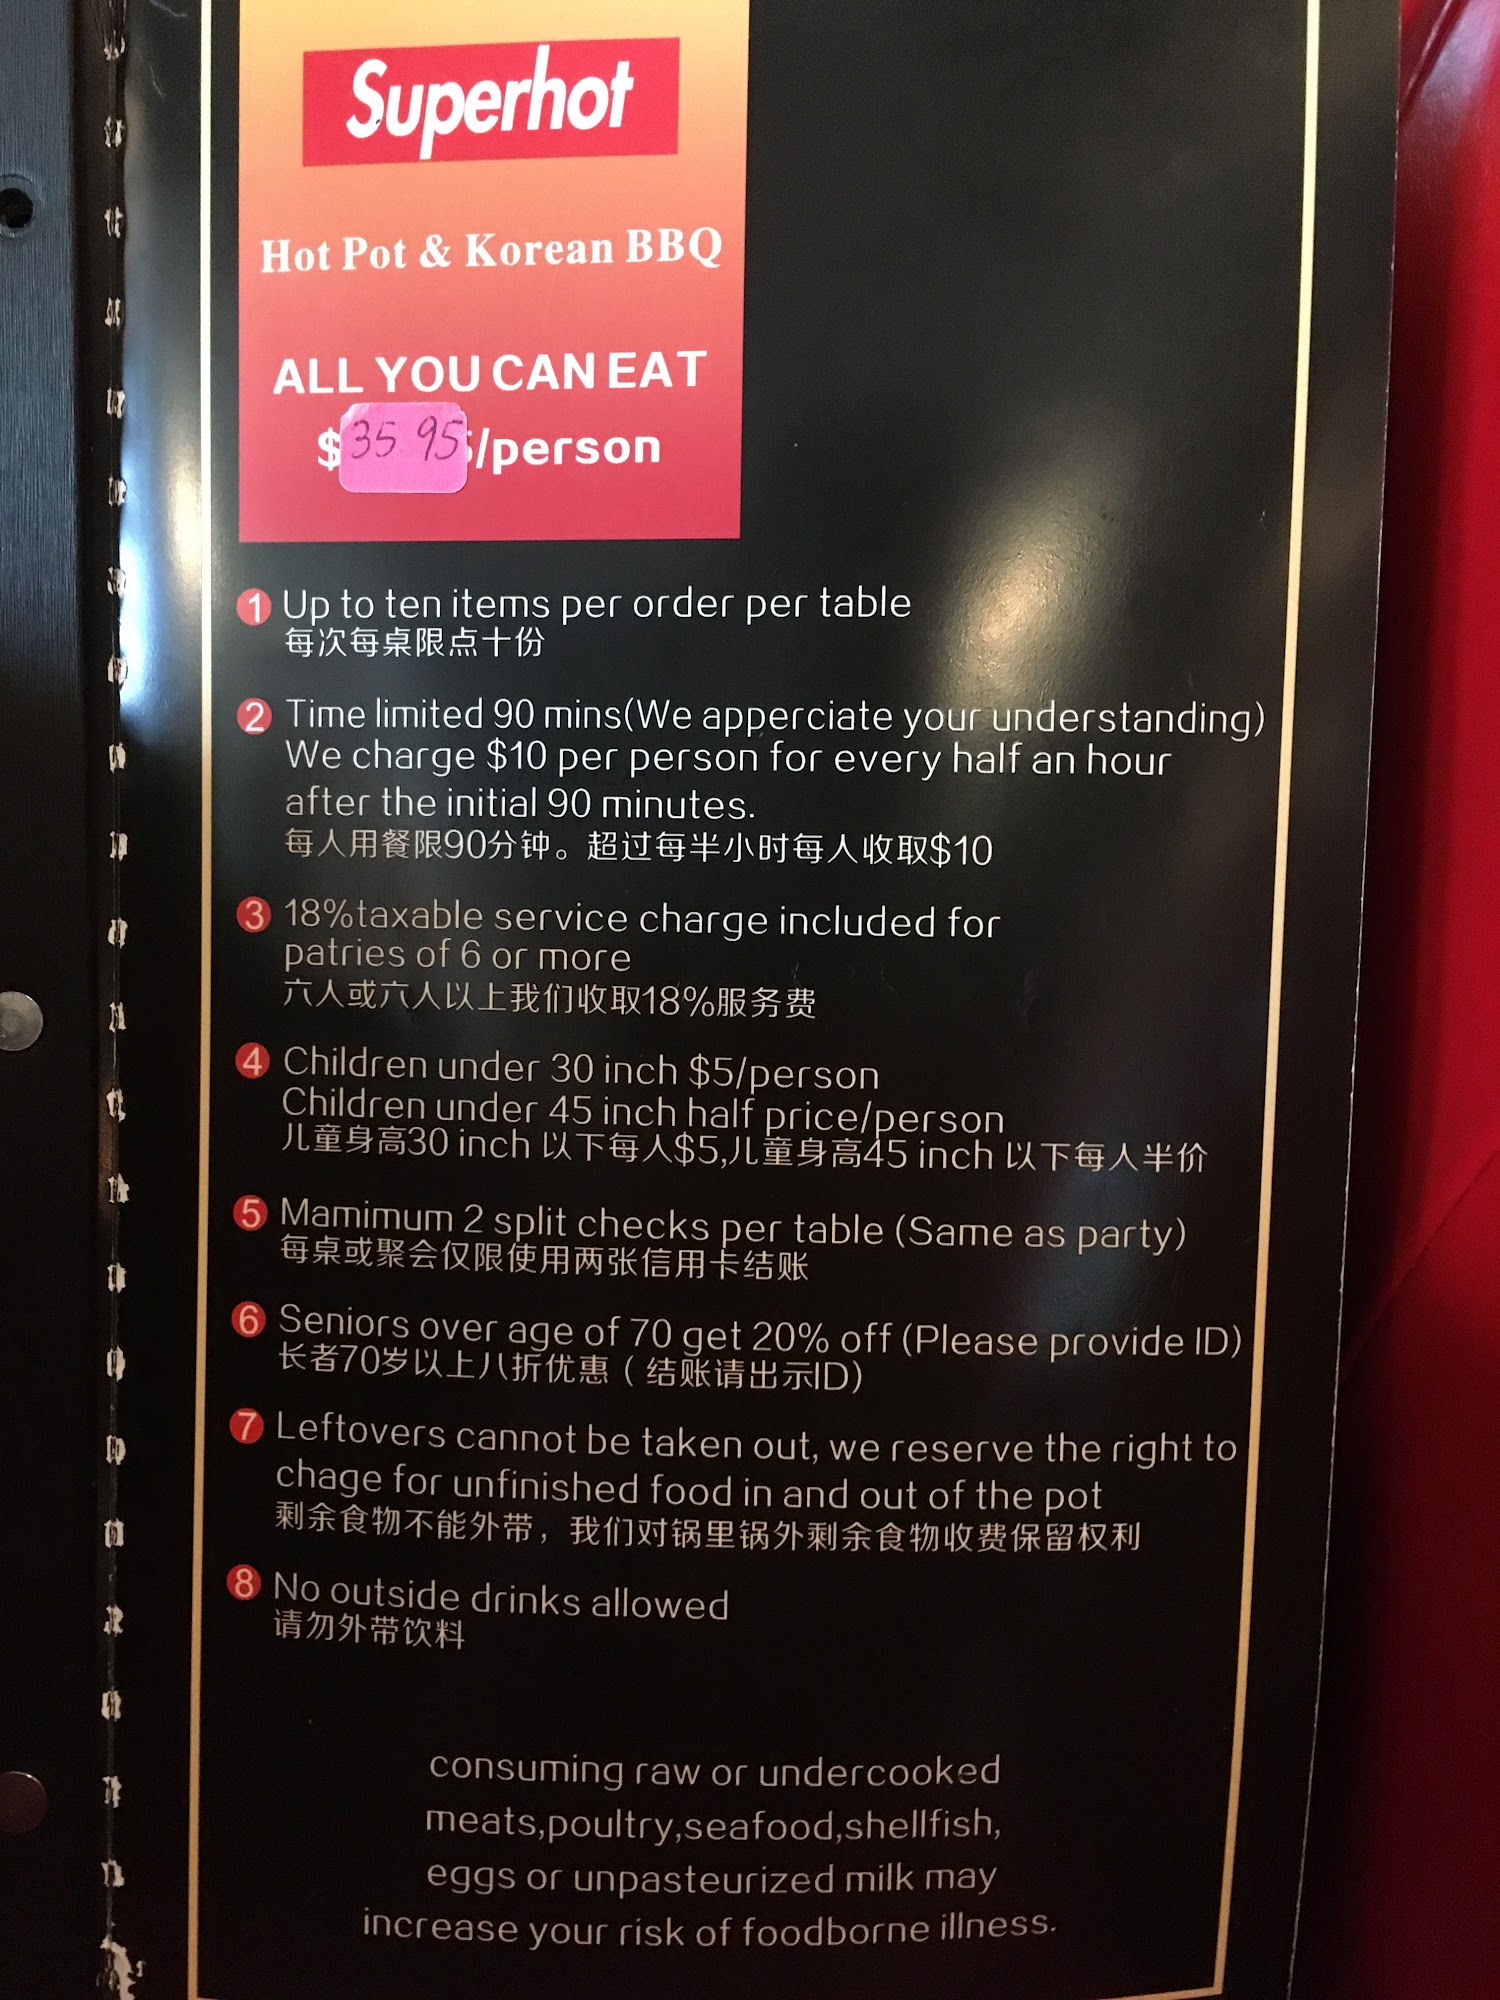 Superhot
Hot Pot & Korean BBQ
ALL YOU CAN EAT
$35 95/person
1 Up to ten items per order per table
每次每桌限点十份
2 Time limited 90 mins(We apperciate your understanding)
We charge $10 per person for every half an hour
after the initial 90 minutes.
每人用餐限90分钟。超过每半小时每人收取$10
3 18%taxable service charge included for
patries of 6 or more
六人或六人以上我们收取18%服务费
4 Children under 30 inch $5/person
Children under 45 inch half price/person
儿童身高30 inch 以下每人$5,儿童身高45 inch 以下每人半价
5 Mamimum 2 split checks per table (Same as party)
每桌或聚会仅限使用两张信用卡结账
6 Seniors over age of 70 get 20% off (Please provide ID)
长者70岁以上八折优惠（结账请出示ID）
7 Leftovers cannot be taken out, we reserve the right to
chage for unfinished food in and out of the pot
剩余食物不能外带，我们对锅里锅外剩余食物收费保留权利
8 No outside drinks allowed
请勿外带饮料
consuming raw or undercooked
meats,poultry,seafood,shellfish,
eggs or unpasteurized milk may
increase your risk of foodborne illness.